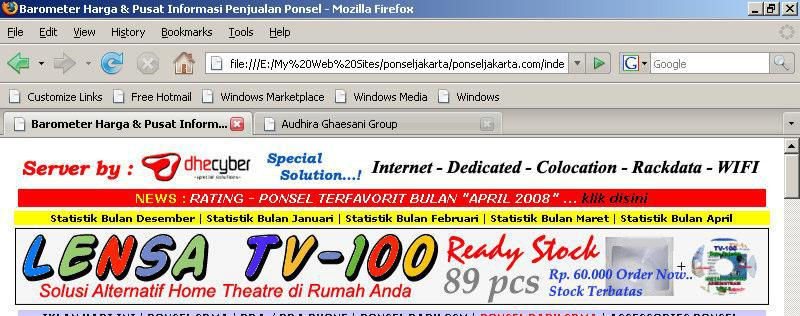 Barometer Harga & Pusat Informasi Penjualan Ponsel - Mozilla Firefox
File Edit View History Bookmarks Tools Help
file:///E:/My%20Web%20Sites/ponseljakarta/ponseljakarta.com/inde
G Google
Customize Links Free Hotmail Windows Marketplace Windows Media Windows
Barometer Harga & Pusat Inform... Audhira Ghaesani Group
Server by : dhecyber Special Solution...! Internet - Dedicated - Colocation - Rackdata - WIFI
NEWS : RATING - PONSEL TERFAVORIT BULAN "APRIL 2008" ... klik disini
Statistik Bulan Desember | Statistik Bulan Januari | Statistik Bulan Februari | Statistik Bulan Maret | Statistik Bulan April
LENSA TV-100 Ready Stock
Solusi Alternatif Home Theatre di Rumah Anda
89 pcs Rp. 60.000 Order Now..
Stock Terbatas
+
TV-100